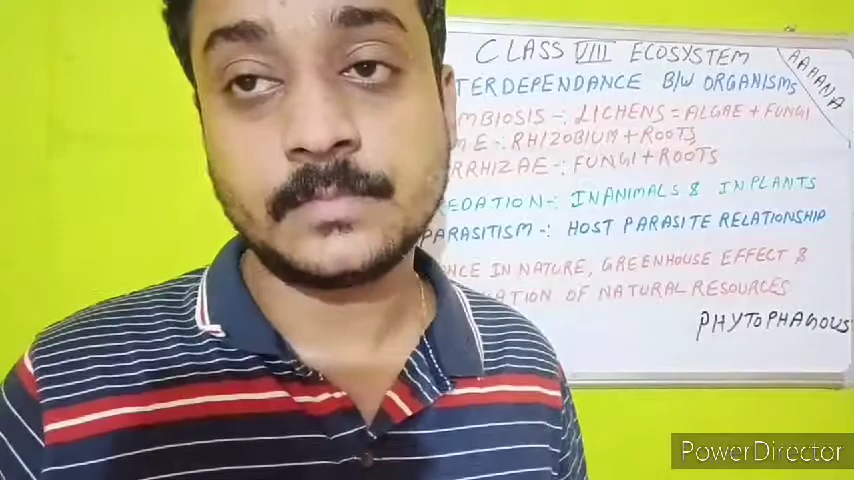 CLASS VIII ECOSYSTEM
AAHANA
TERDEPENDANCE B/W ORGANISMS
MBIOSIS -: LICHENS = ALGAE + FUNGI
ME -: RHIZOBIUM + ROOTS
RRHIZAE -: FUNGI + ROOTS
EDATION -: IN ANIMALS & IN PLANTS
PARASITISM -: HOST PARASITE RELATIONSHIP
NCE IN NATURE, GREENHOUSE EFFECT &
ATION OF NATURAL RESOURCES
PHYTOPHAGOUS
PowerDirector